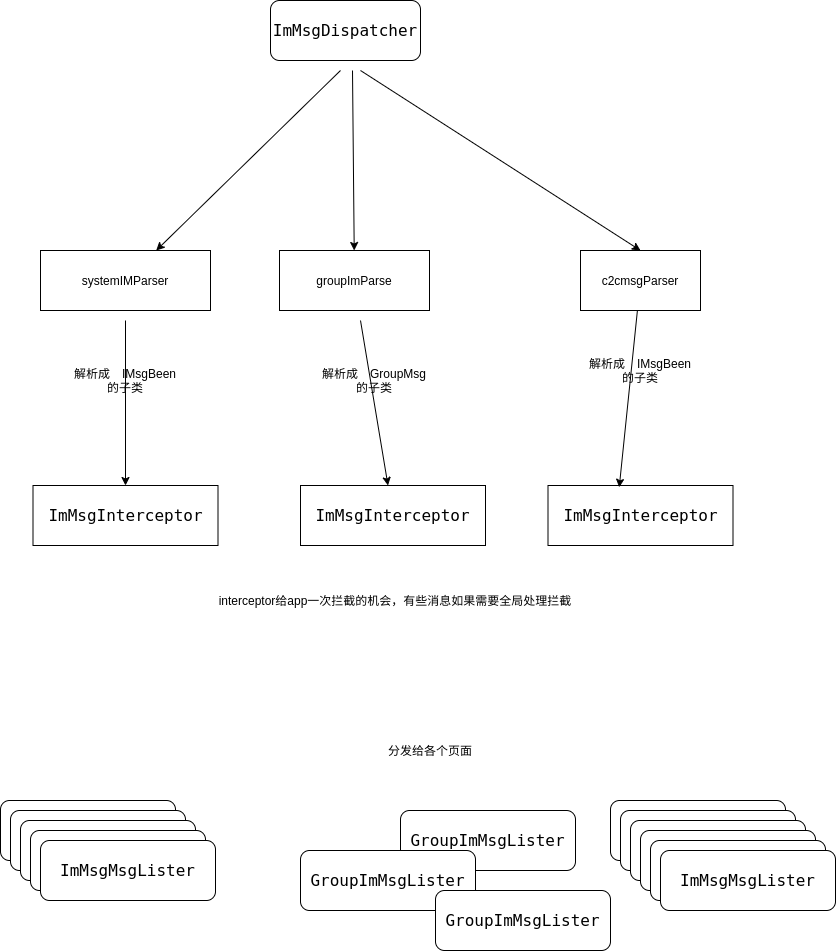 ImMsgDispatcher
systemIMParser
groupImParse
c2cmsgParser
解析成 IMsgBeen
的子类
解析成 GroupMsg
的子类
解析成 IMsgBeen
的子类
ImMsgInterceptor
ImMsgInterceptor
ImMsgInterceptor
interceptor给app一次拦截的机会，有些消息如果需要全局处理拦截
分发给各个页面
ImMsgMsgLister
GroupImMsgLister
GroupImMsgLister
GroupImMsgLister
ImMsgMsgLister